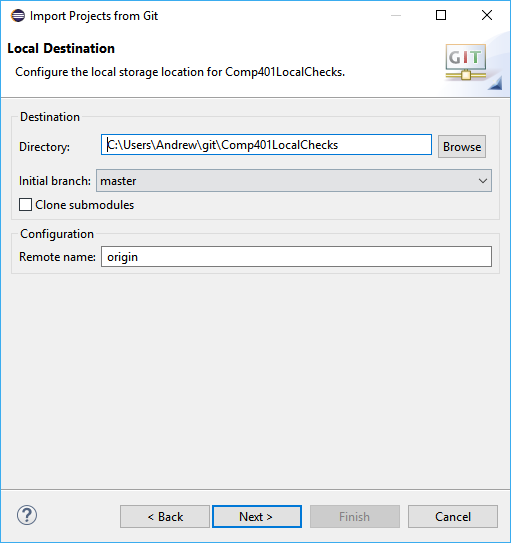 Import Projects from Git
Local Destination
Configure the local storage location for Comp401LocalChecks.
GIT
Destination
Directory: C:\Users\Andrew\git\Comp401LocalChecks Browse
Initial branch: master
Clone submodules
Configuration
Remote name: origin
? < Back Next > Finish Cancel